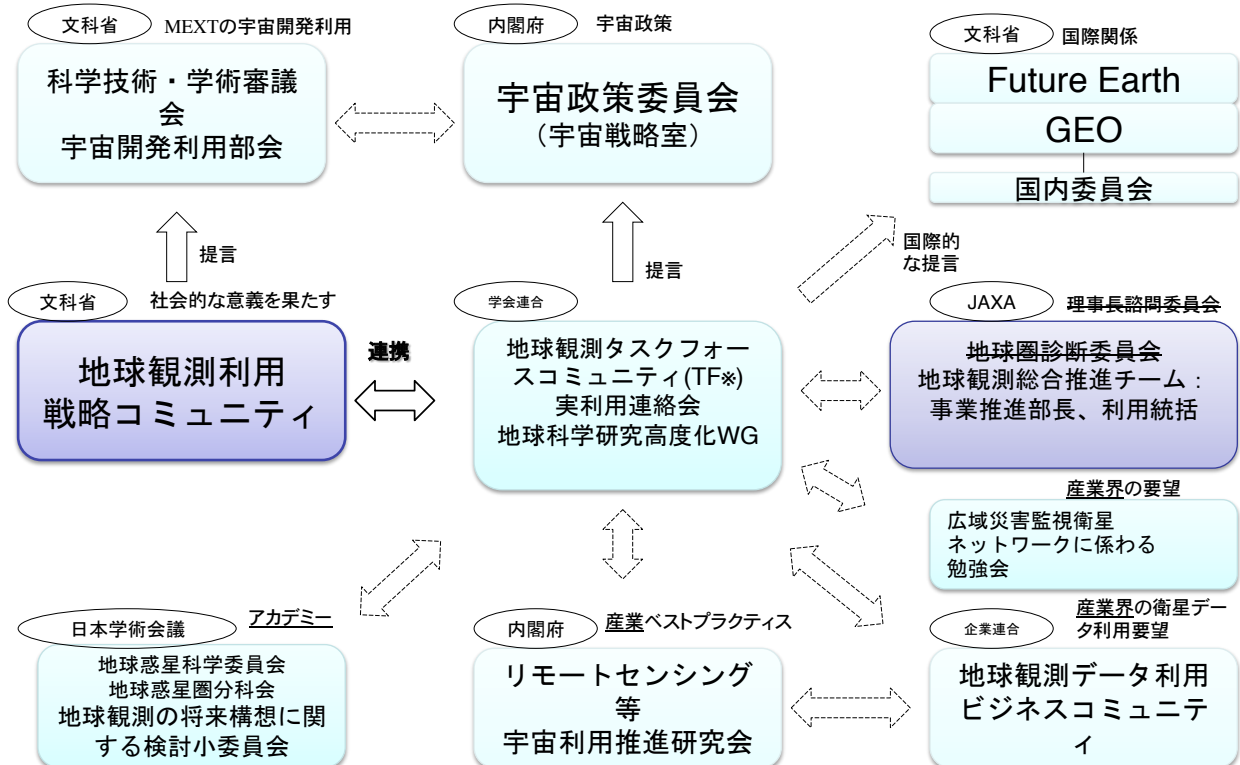 文科省
MEXTの宇宙開発利用
科学技術・学術審議
会
宇宙開発利用部会
内閣府
宇宙政策
宇宙政策委員会
（宇宙戦略室）
文科省
国際関係
Future Earth
GEO
国内委員会
提言
提言
国際的
な提言
文科省
社会的な意義を果たす
地球観測利用
戦略コミュニティ
連携
学会連合
地球観測タスクフォー
スコミュニティ(TF※)
実利用連絡会
地球科学研究高度化WG
JAXA
理事長諮問委員会
地球圏診断委員会
地球観測総合推進チーム：
事業推進部長、利用統括
産業界の要望
広域災害監視衛星
ネットワークに係わる
勉強会
日本学術会議
アカデミー
地球惑星科学委員会
地球惑星圏分科会
地球観測の将来構想に関
する検討小委員会
内閣府
産業ベストプラクティス
リモートセンシング
等
宇宙利用推進研究会
企業連合
産業界の衛星デー
タ利用要望
地球観測データ利用
ビジネスコミュニテ
ィ